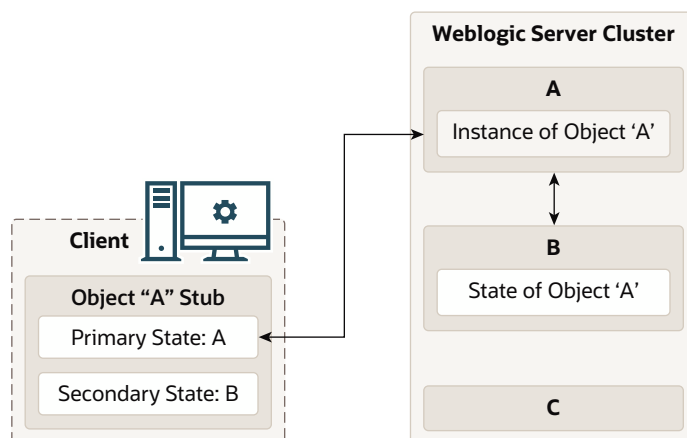 Weblogic Server Cluster
A
Instance of Object ‘A’
B
State of Object ‘A’
C
Client
Object “A” Stub
Primary State: A
Secondary State: B